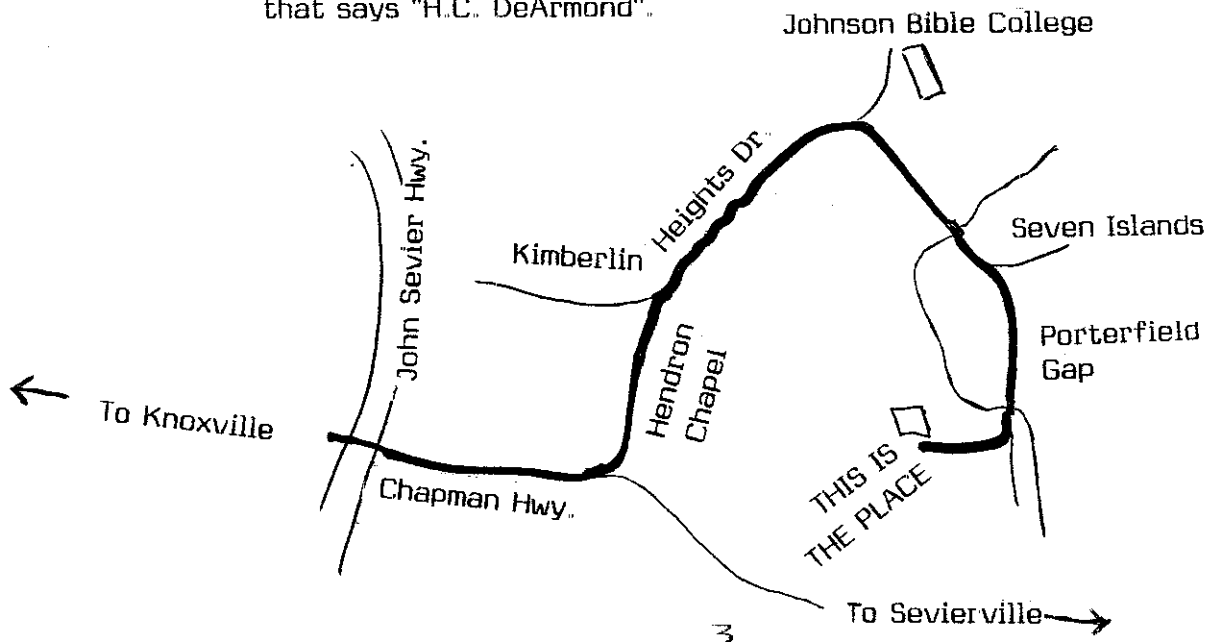 that says "H.C. DeArmond".
Johnson Bible College
John Sevier Hwy.
Kimberlin Heights Dr.
Seven Islands
Hendron
Chapel
Porterfield
Gap
To Knoxville
Chapman Hwy.
THIS IS
THE PLACE
To Sevierville
3